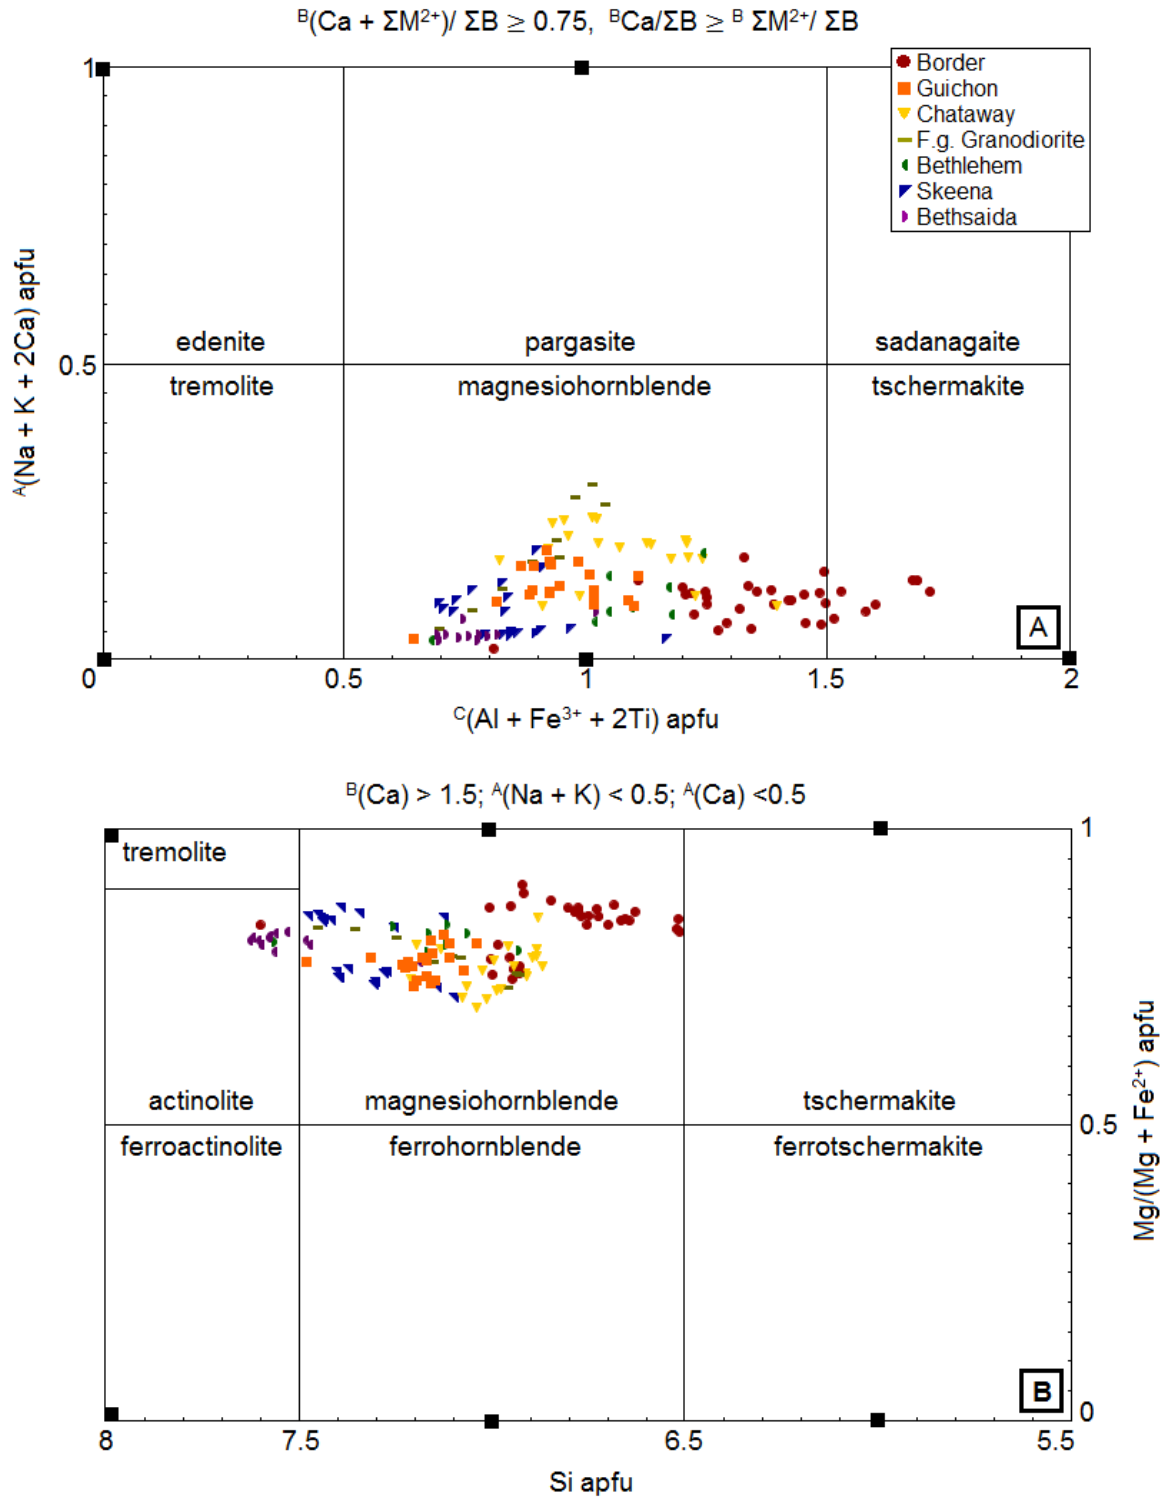 ᴮ(Ca + ΣM²⁺)/ ΣB ≥ 0.75, ᴮCa/ΣB ≥ ᴮ ΣM²⁺/ ΣB
1
Border
Guichon
Chataway
F.g. Granodiorite
Bethlehem
Skeena
Bethsaida
ᴬ(Na + K + 2Ca) apfu
edenite pargasite sadanagaite
0.5
tremolite magnesiohornblende tschermakite
A
0 0.5 1 1.5 2
ꟲ(Al + Fe³⁺ + 2Ti) apfu
ᴮ(Ca) > 1.5; ᴬ(Na + K) < 0.5; ᴬ(Ca) <0.5
1
tremolite
actinolite magnesiohornblende tschermakite
0.5
ferroactinolite ferrohornblende ferrotschermakite
Mg/(Mg + Fe²⁺) apfu
B
0
8 7.5 6.5 5.5
Si apfu